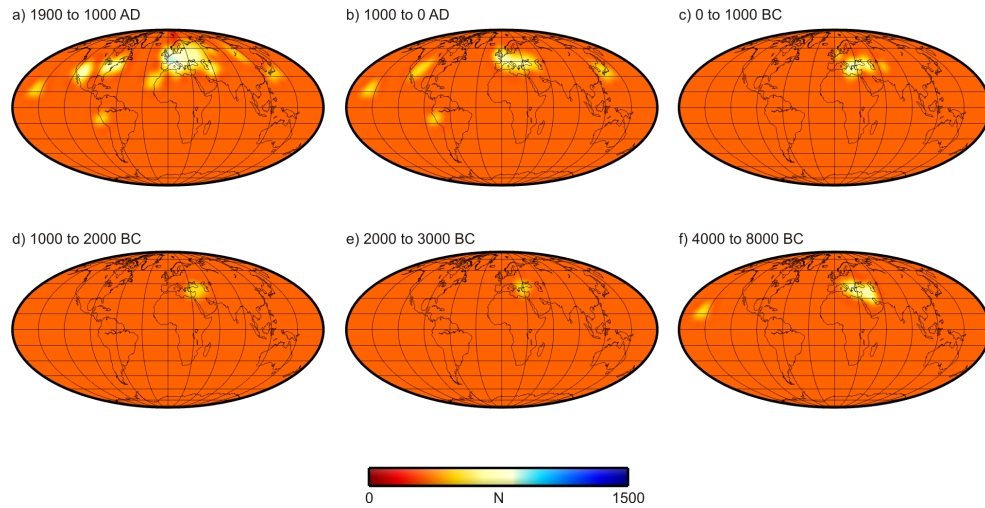 a) 1900 to 1000 AD
b) 1000 to 0 AD
c) 0 to 1000 BC
d) 1000 to 2000 BC
e) 2000 to 3000 BC
f) 4000 to 8000 BC
0 N 1500